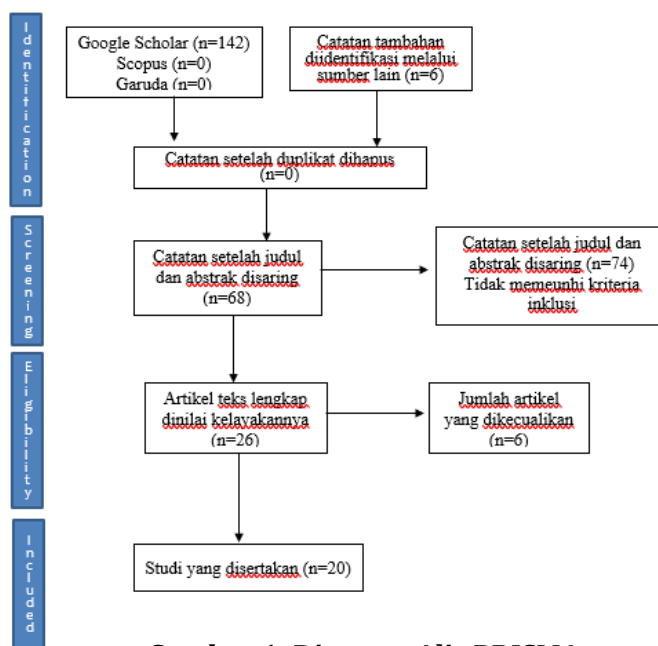 Identification
Google Scholar (n=142)
Scopus (n=0)
Garuda (n=0)
Catatan tambahan
diidentifikasi melalui
sumber lain (n=6)
Catatan setelah duplikat dihapus
(n=0)
Screening
Catatan setelah judul
dan abstrak disaring
(n=68)
Catatan setelah judul dan
abstrak disaring (n=74)
Tidak memeunhi kriteria
inklusi
Eligibility
Artikel teks lengkap
dinilai kelayakannya
(n=26)
Jumlah artikel
yang dikecualikan
(n=6)
Included
Studi yang disertakan (n=20)